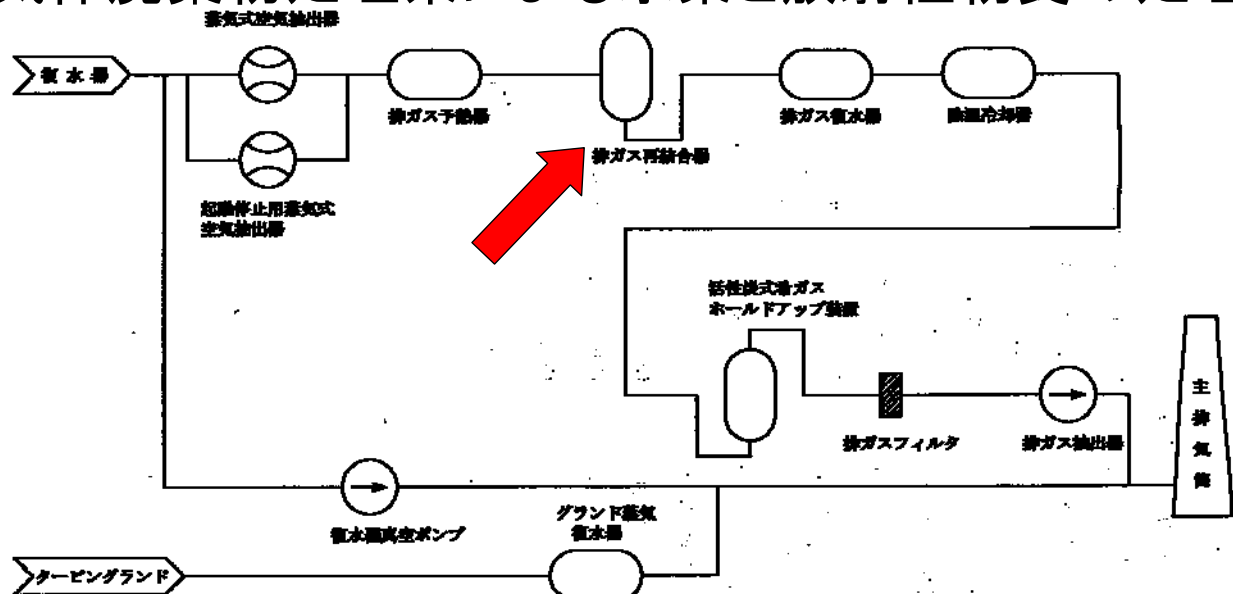 蒸気式空気抽出器
復水器
排ガス予熱器
排ガス復水器
除湿冷却器
排ガス再結合器
起動停止用蒸気式
空気抽出器
活性炭式希ガス
ホールドアップ装置
主排気筒
排ガスフィルタ
排ガス抽出器
復水器真空ポンプ
グランド蒸気
復水器
タービングランド